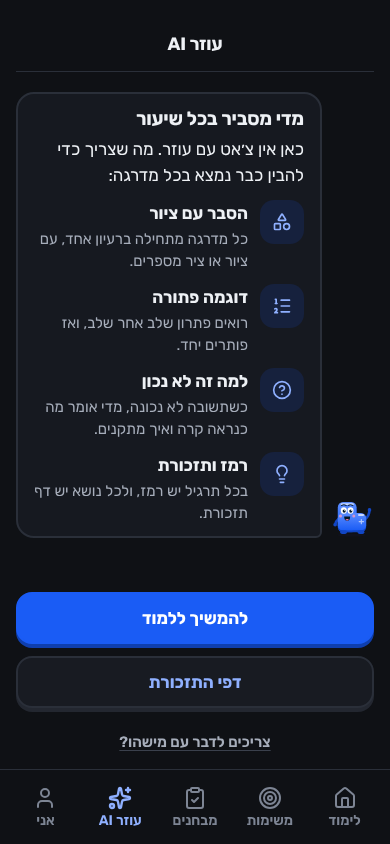 עוזר AI
מדי מסביר בכל שיעור
כאן אין צ׳אט עם עוזר. מה שצריך כדי
להבין כבר נמצא בכל מדרגה:
הסבר עם ציור
כל מדרגה מתחילה ברעיון אחד, עם
ציור או ציר מספרים.
דוגמה פתורה
רואים פתרון שלב אחר שלב, ואז
פותרים יחד.
למה זה לא נכון
כשתשובה לא נכונה, מדי אומר מה
כנראה קרה ואיך מתקנים.
רמז ותזכורת
בכל תרגיל יש רמז, ולכל נושא יש דף
תזכורת.
להמשיך ללמוד
דפי התזכורת
צריכים לדבר עם מישהו?
לימוד
משימות
מבחנים
עוזר AI
אני